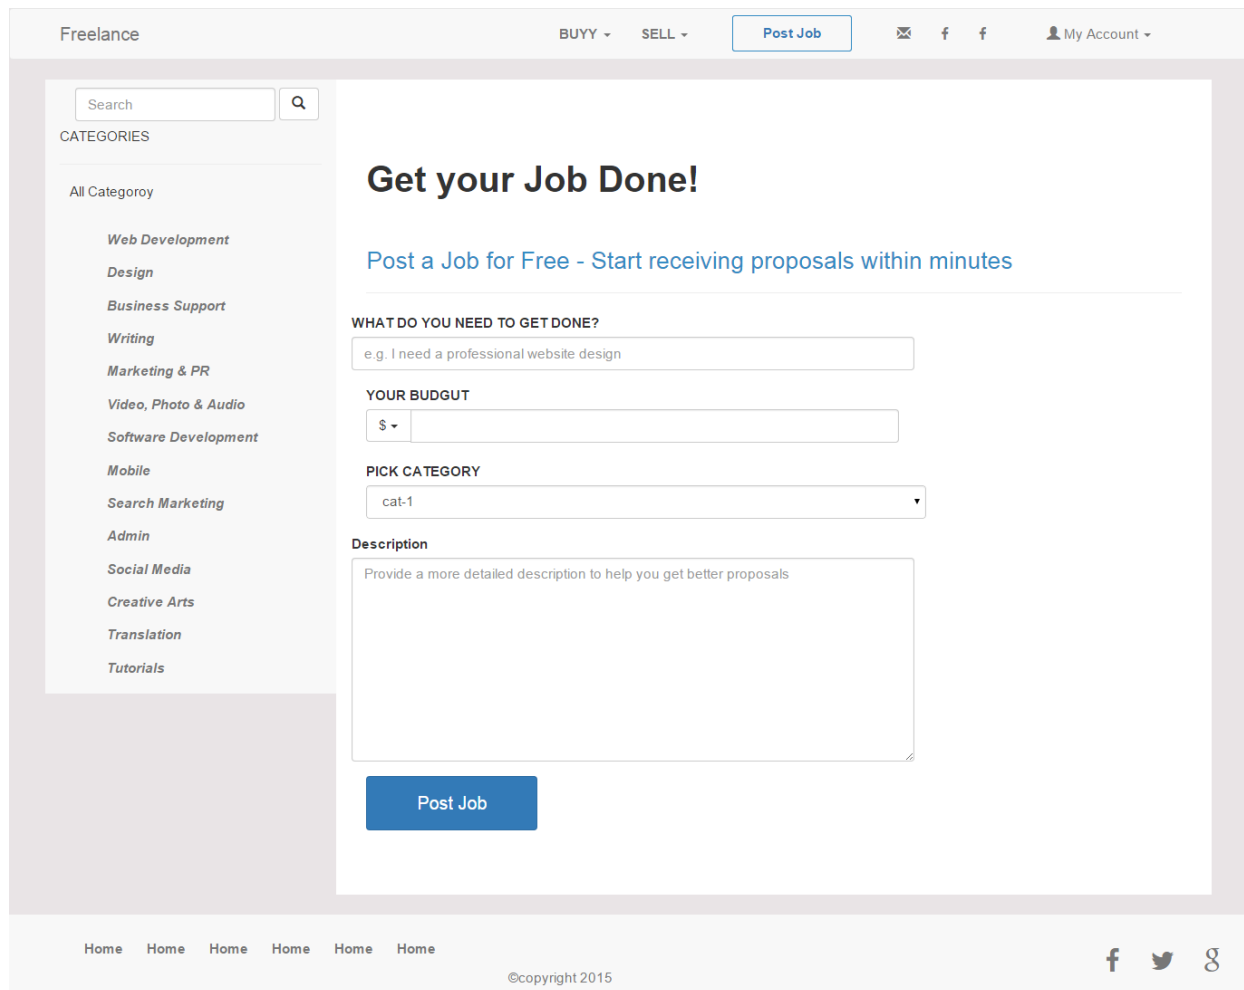 Freelance BUYY SELL Post Job f f My Account
Search
CATEGORIES
All Categoroy
Web Development
Design
Business Support
Writing
Marketing & PR
Video, Photo & Audio
Software Development
Mobile
Search Marketing
Admin
Social Media
Creative Arts
Translation
Tutorials
Get your Job Done!
Post a Job for Free - Start receiving proposals within minutes
WHAT DO YOU NEED TO GET DONE?
e.g. I need a professional website design
YOUR BUDGUT
$
PICK CATEGORY
cat-1
Description
Provide a more detailed description to help you get better proposals
Post Job
Home Home Home Home Home Home
©copyright 2015